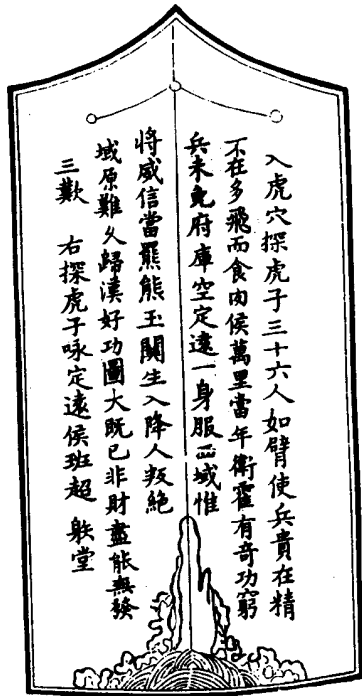 入虎穴探虎子三十六人如臂使兵貴在精
不在多飛而食肉侯萬里當年衛霍有奇功窮
兵未免府庫空定遠一身服西域惟
將威信當羆熊玉關生入降人叛絕
域原難久歸漢好功圖大既已非財盡能無發
三歎 右探虎子咏定遠侯班超 堂